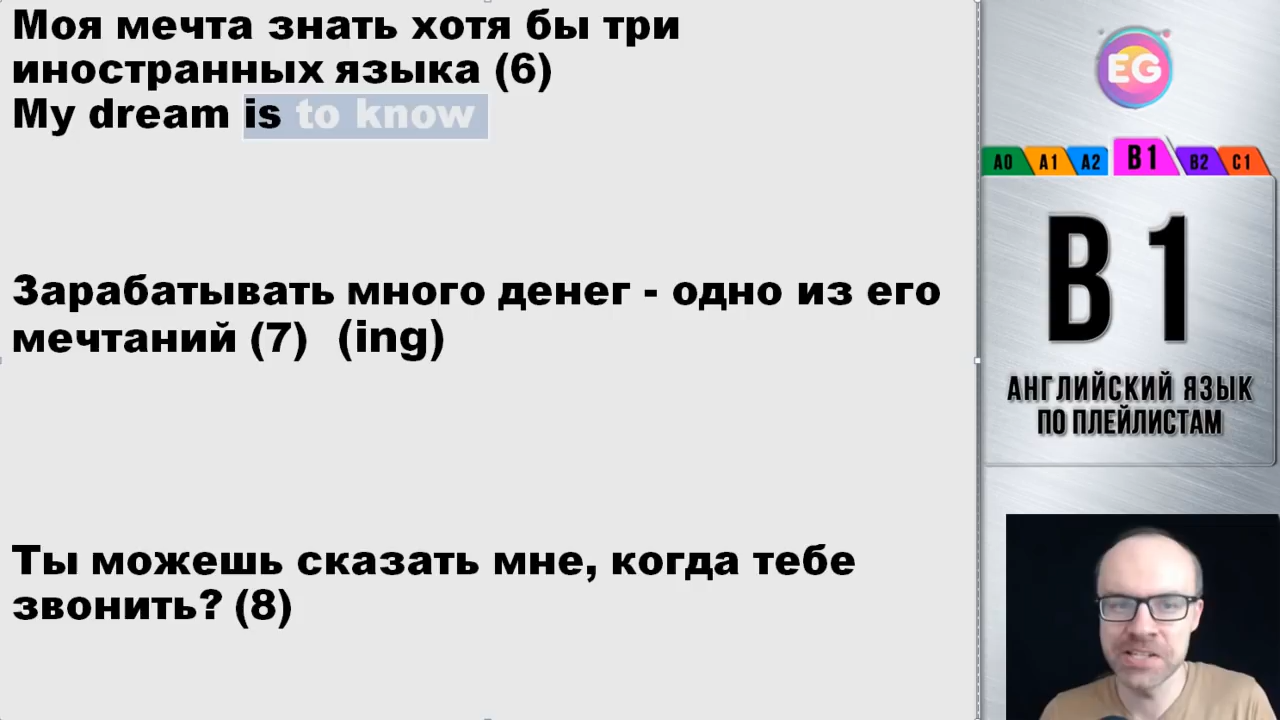 Моя мечта знать хотя бы три
иностранных языка (6)
My dream is to know
Зарабатывать много денег - одно из его
мечтаний (7) (ing)
Ты можешь сказать мне, когда тебе
звонить? (8)
EG
A0 A1 A2 B1 B2 C1
B1
АНГЛИЙСКИЙ ЯЗЫК
ПО ПЛЕЙЛИСТАМ